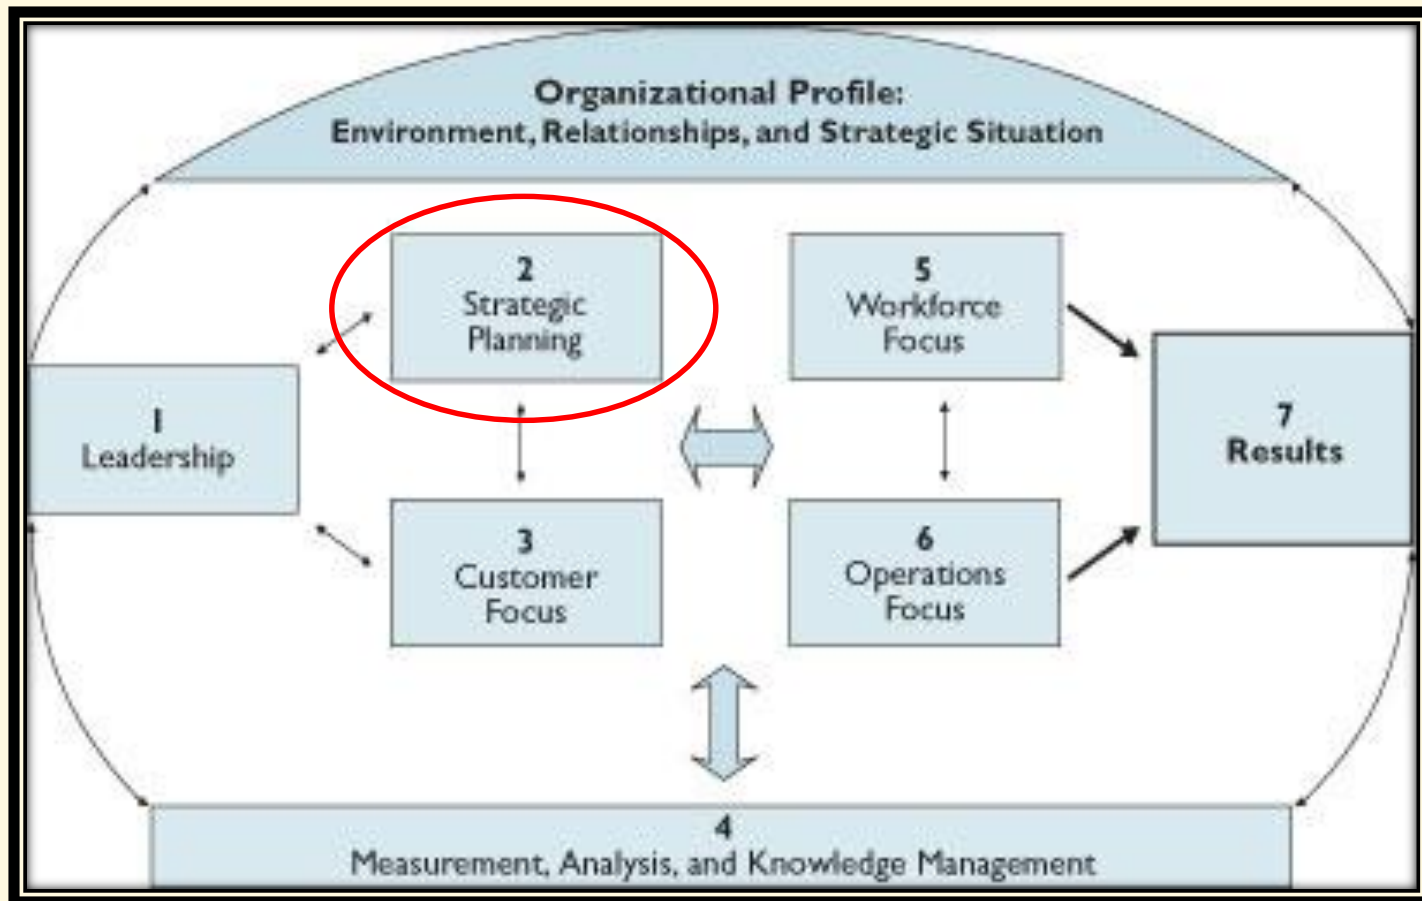 Organizational Profile:
Environment, Relationships, and Strategic Situation
2
Strategic
Planning
5
Workforce
Focus
1
Leadership
7
Results
3
Customer
Focus
6
Operations
Focus
4
Measurement, Analysis, and Knowledge Management